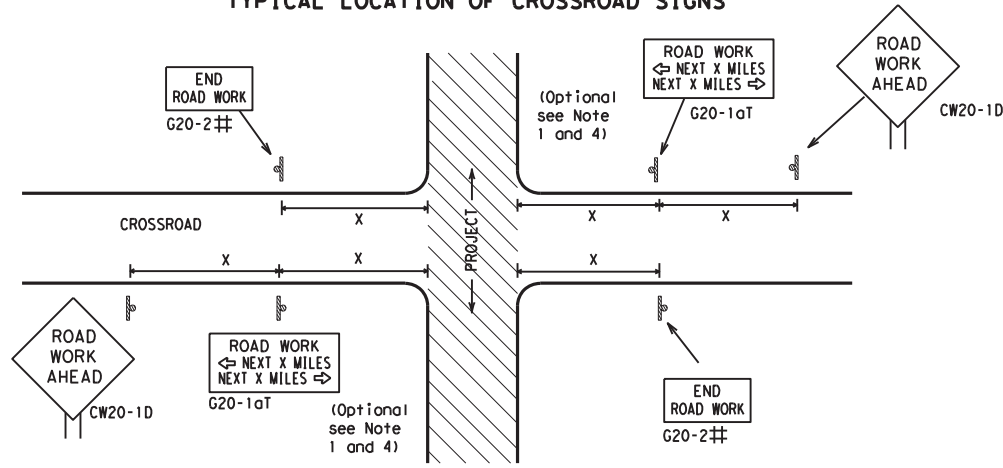 TYPICAL LOCATION OF CROSSROAD SIGNS
END
ROAD WORK
G20-2#
ROAD WORK
⇦ NEXT X MILES
NEXT X MILES ⇨
G20-1aT
(Optional
see Note
1 and 4)
ROAD
WORK
AHEAD
CW20-1D
X
X
X
CROSSROAD
PROJECT
X
X
X
ROAD
WORK
AHEAD
CW20-1D
ROAD WORK
⇦ NEXT X MILES
NEXT X MILES ⇨
G20-1aT
(Optional
see Note
1 and 4)
END
ROAD WORK
G20-2#